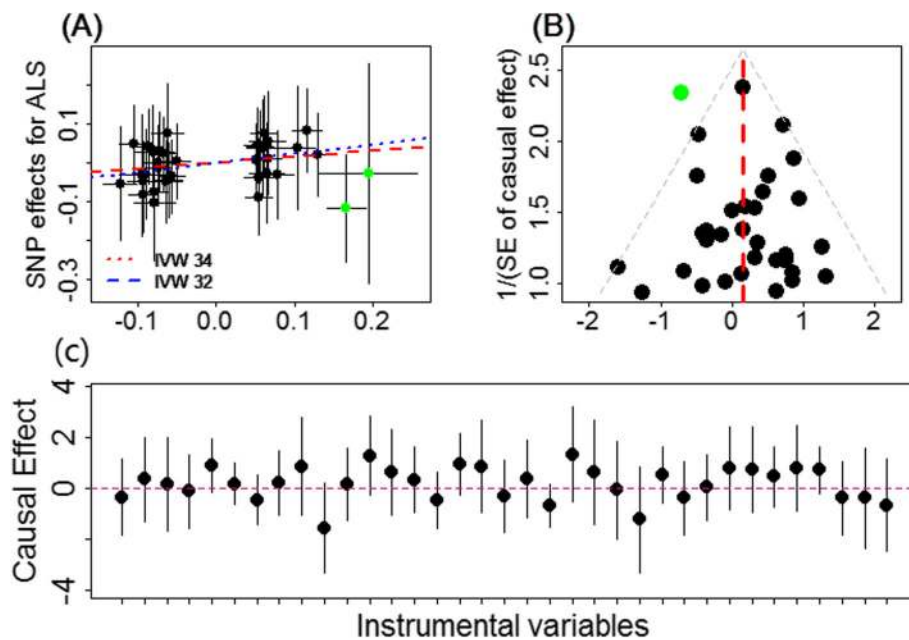 (A)
SNP effects for ALS
0.1
-0.1
-0.3
IVW 34
IVW 32
-0.1 0.0 0.1 0.2
(B)
1/(SE of casual effect)
2.5
2.0
1.5
1.0
-2 -1 0 1 2
(C)
Causal Effect
4
2
0
-4
Instrumental variables